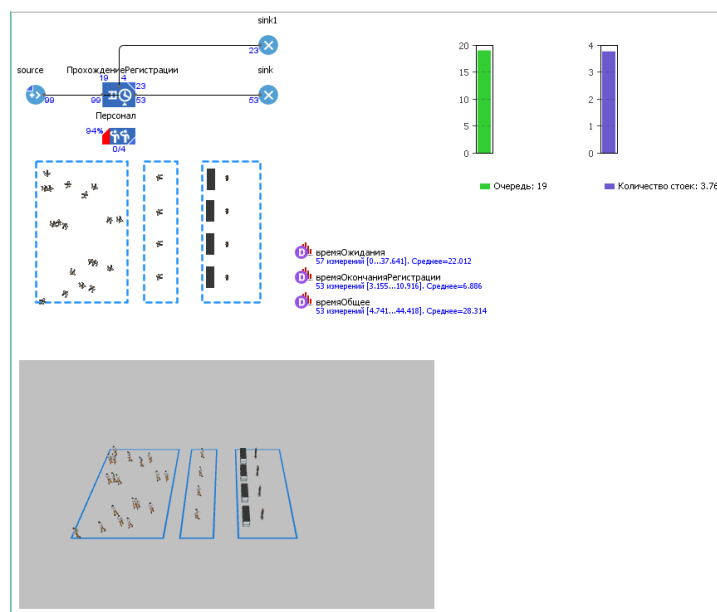 sink1
23
source
ПрохождениеРегистрации
sink
19 4
23
99
99
53
53
Персонал
94%
0/4
20
15
10
5
0
Очередь: 19
4
3
2
1
0
Количество стоек: 3.76
времяОжидания
57 измерений [0...37.641]. Среднее=22.012
времяОкончанияРегистрации
53 измерений [3.155...10.916]. Среднее=6.886
времяОбщее
53 измерений [4.741...44.418]. Среднее=28.314